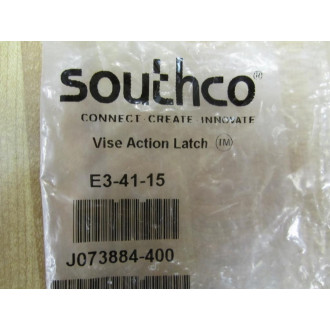 southco®
CONNECT CREATE INNOVATE
Vise Action Latch ™
E3-41-15
J073884-400